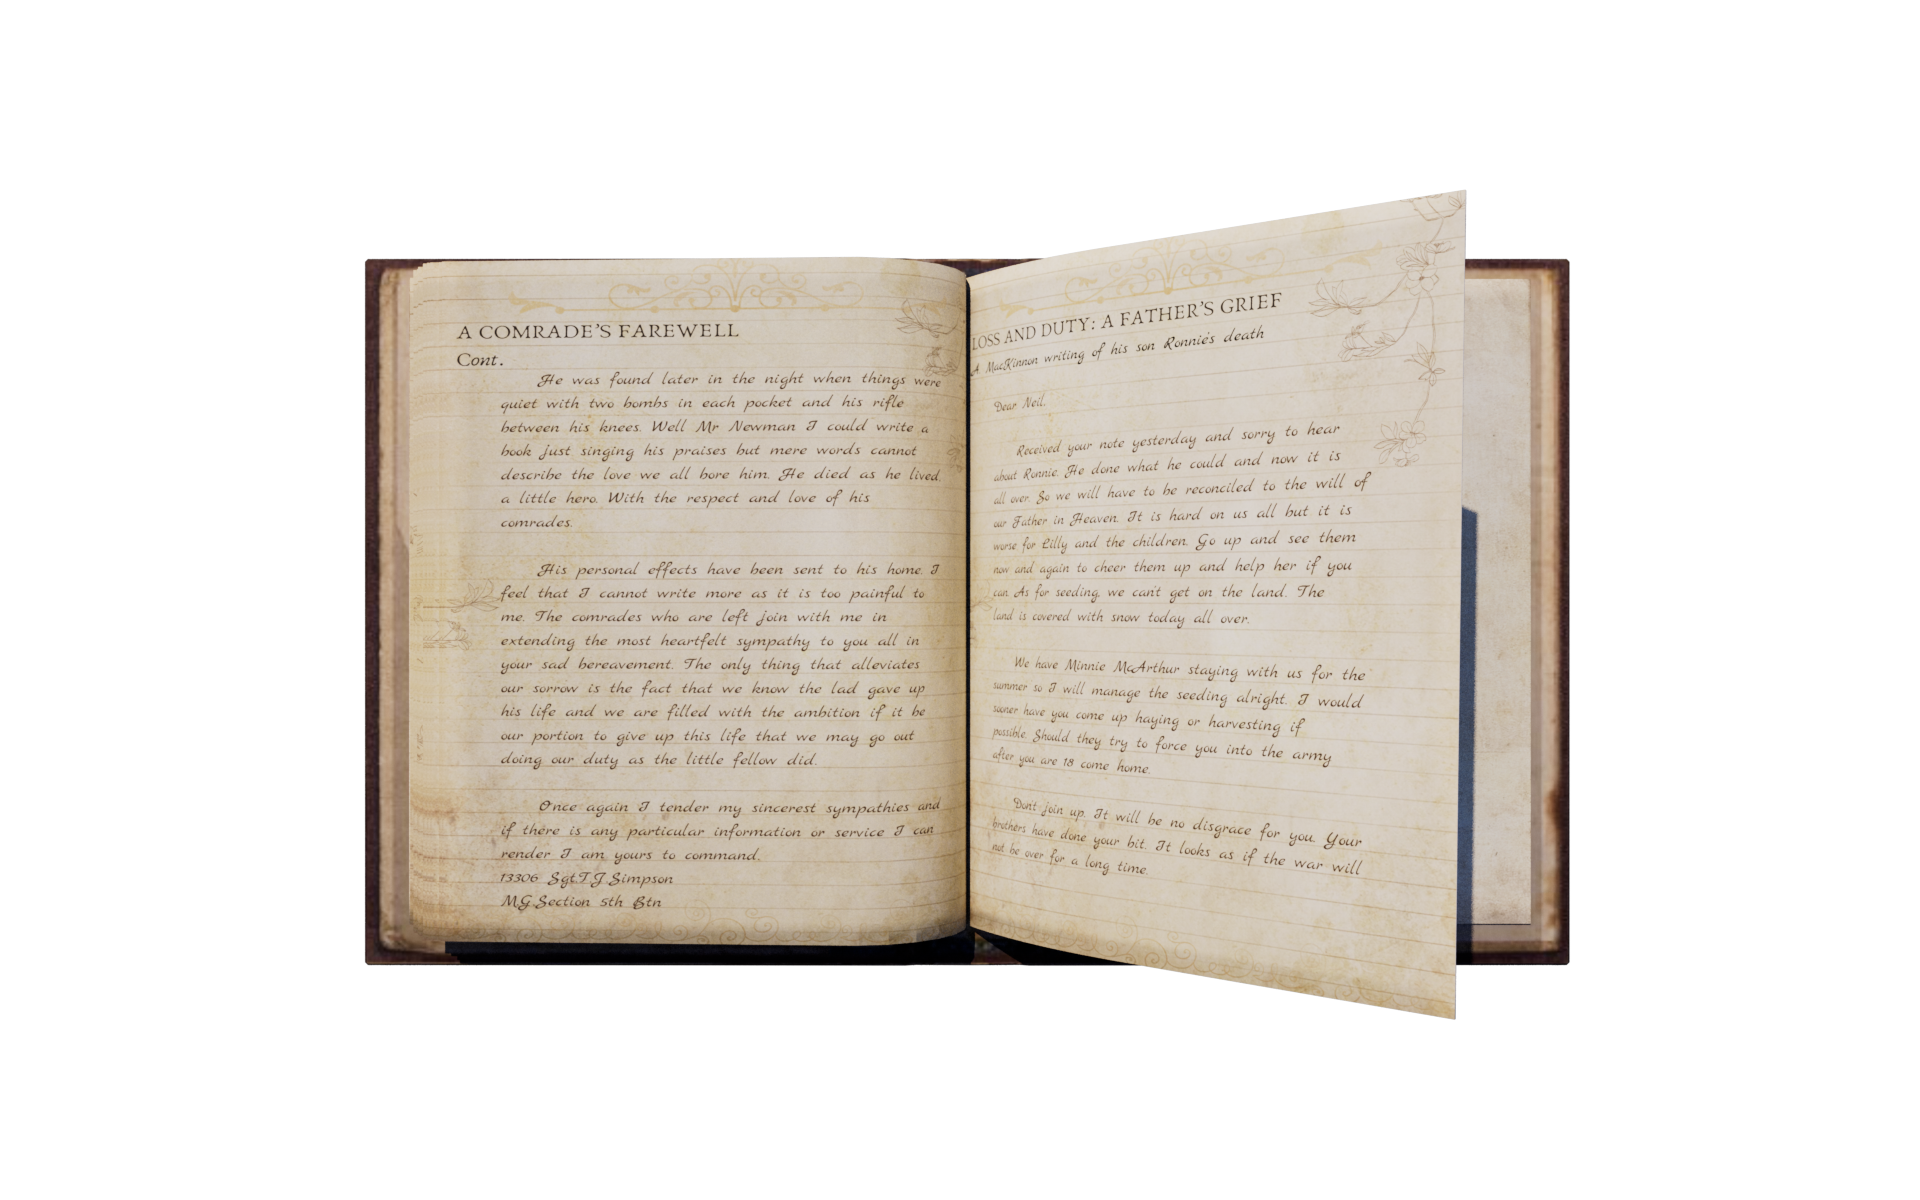 A COMRADE'S FAREWELL
Cont.
He was found later in the night when things were
quiet with two bombs in each pocket and his rifle
between his knees. Well Mr Newman I could write a
book just singing his praises but mere words cannot
describe the love we all bore him. He died as he lived,
a little hero. With the respect and love of his
comrades.
His personal effects have been sent to his home. I
feel that I cannot write more as it is too painful to
me. The comrades who are left join with me in
extending the most heartfelt sympathy to you all in
your sad bereavement. The only thing that alleviates
our sorrow is the fact that we know the lad gave up
his life and we are filled with the ambition if it be
our portion to give up this life that we may go out
doing our duty as the little fellow did.
Once again I tender my sincerest sympathies and
if there is any particular information or service I can
render I am yours to command.
13306 Sgt.T.J.Simpson
M.G.Section 5th Btn
LOSS AND DUTY: A FATHER'S GRIEF
A MacKinnon writing of his son Ronnie's death
Dear Neil,
Received your note yesterday and sorry to hear
about Ronnie. He done what he could and now it is
all over. So we will have to be reconciled to the will of
our Father in Heaven. It is hard on us all but it is
worse for Lilly and the children. Go up and see them
now and again to cheer them up and help her if you
can. As for seeding, we can't get on the land. The
land is covered with snow today all over.
We have Minnie McArthur staying with us for the
summer so I will manage the seeding alright. I would
sooner have you come up haying or harvesting if
possible. Should they try to force you into the army
after you are 18 come home.
Don't join up. It will be no disgrace for you. Your
brothers have done your bit. It looks as if the war will
not be over for a long time.